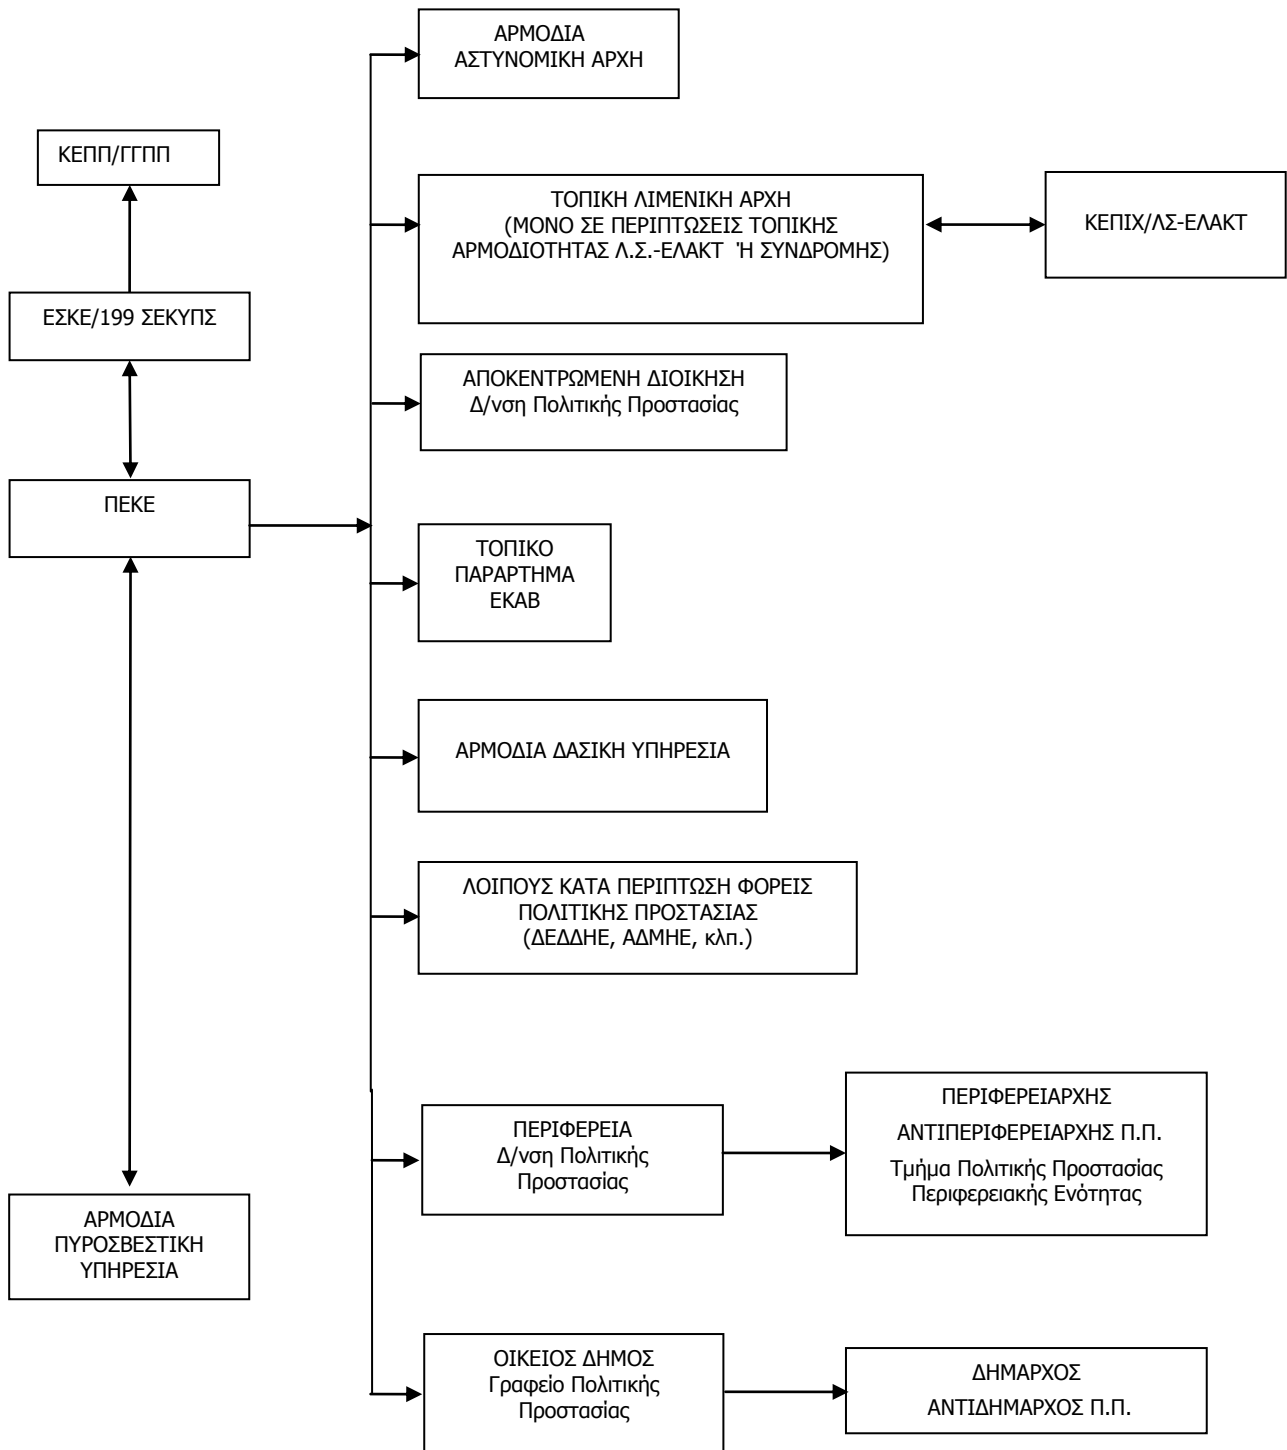 ΑΡΜΟΔΙΑ
ΑΣΤΥΝΟΜΙΚΗ ΑΡΧΗ
ΚΕΠΠ/ΓΓΠΠ
ΤΟΠΙΚΗ ΛΙΜΕΝΙΚΗ ΑΡΧΗ
(ΜΟΝΟ ΣΕ ΠΕΡΙΠΤΩΣΕΙΣ ΤΟΠΙΚΗΣ
ΑΡΜΟΔΙΟΤΗΤΑΣ Λ.Σ.-ΕΛΑΚΤ Ή ΣΥΝΔΡΟΜΗΣ)
ΚΕΠΙΧ/ΛΣ-ΕΛΑΚΤ
ΕΣΚΕ/199 ΣΕΚΥΠΣ
ΑΠΟΚΕΝΤΡΩΜΕΝΗ ΔΙΟΙΚΗΣΗ
Δ/νση Πολιτικής Προστασίας
ΠΕΚΕ
ΤΟΠΙΚΟ
ΠΑΡΑΡΤΗΜΑ
ΕΚΑΒ
ΑΡΜΟΔΙΑ ΔΑΣΙΚΗ ΥΠΗΡΕΣΙΑ
ΛΟΙΠΟΥΣ ΚΑΤΑ ΠΕΡΙΠΤΩΣΗ ΦΟΡΕΙΣ
ΠΟΛΙΤΙΚΗΣ ΠΡΟΣΤΑΣΙΑΣ
(ΔΕΔΔΗΕ, ΑΔΜΗΕ, κλπ.)
ΠΕΡΙΦΕΡΕΙΑ
Δ/νση Πολιτικής
Προστασίας
ΠΕΡΙΦΕΡΕΙΑΡΧΗΣ
ΑΝΤΙΠΕΡΙΦΕΡΕΙΑΡΧΗΣ Π.Π.
Τμήμα Πολιτικής Προστασίας
Περιφερειακής Ενότητας
ΑΡΜΟΔΙΑ
ΠΥΡΟΣΒΕΣΤΙΚΗ
ΥΠΗΡΕΣΙΑ
ΟΙΚΕΙΟΣ ΔΗΜΟΣ
Γραφείο Πολιτικής
Προστασίας
ΔΗΜΑΡΧΟΣ
ΑΝΤΙΔΗΜΑΡΧΟΣ Π.Π.